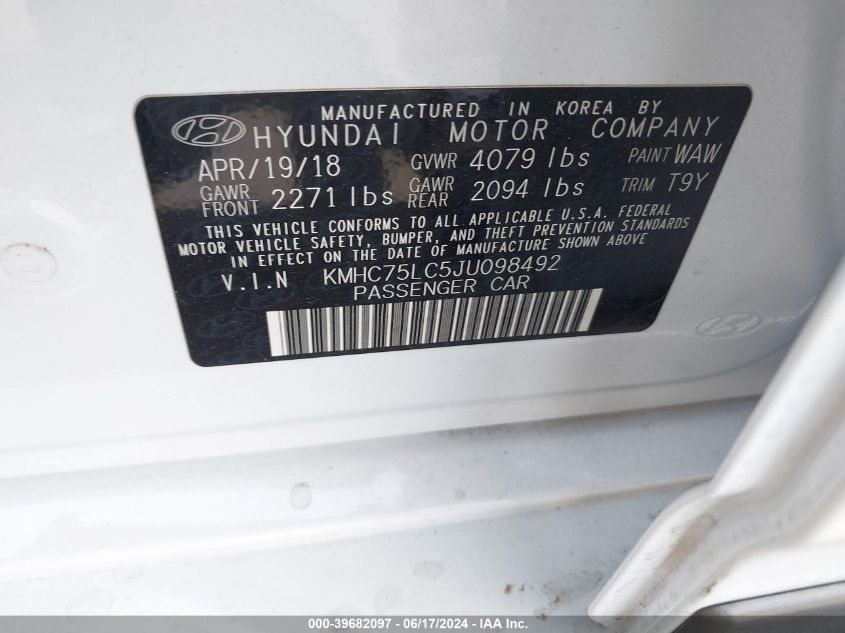 MANUFACTURED IN KOREA BY
HYUNDAI MOTOR COMPANY
APR/19/18 GVWR 4079 lbs PAINT WAW
GAWR FRONT 2271 lbs GAWR REAR 2094 lbs TRIM T9Y
THIS VEHICLE CONFORMS TO ALL APPLICABLE U.S.A. FEDERAL
MOTOR VEHICLE SAFETY, BUMPER, AND THEFT PREVENTION STANDARDS
IN EFFECT ON THE DATE OF MANUFACTURE SHOWN ABOVE
V.I.N KMHC75LC5JU098492
PASSENGER CAR
000-39682097 - 06/17/2024 - IAAI.com